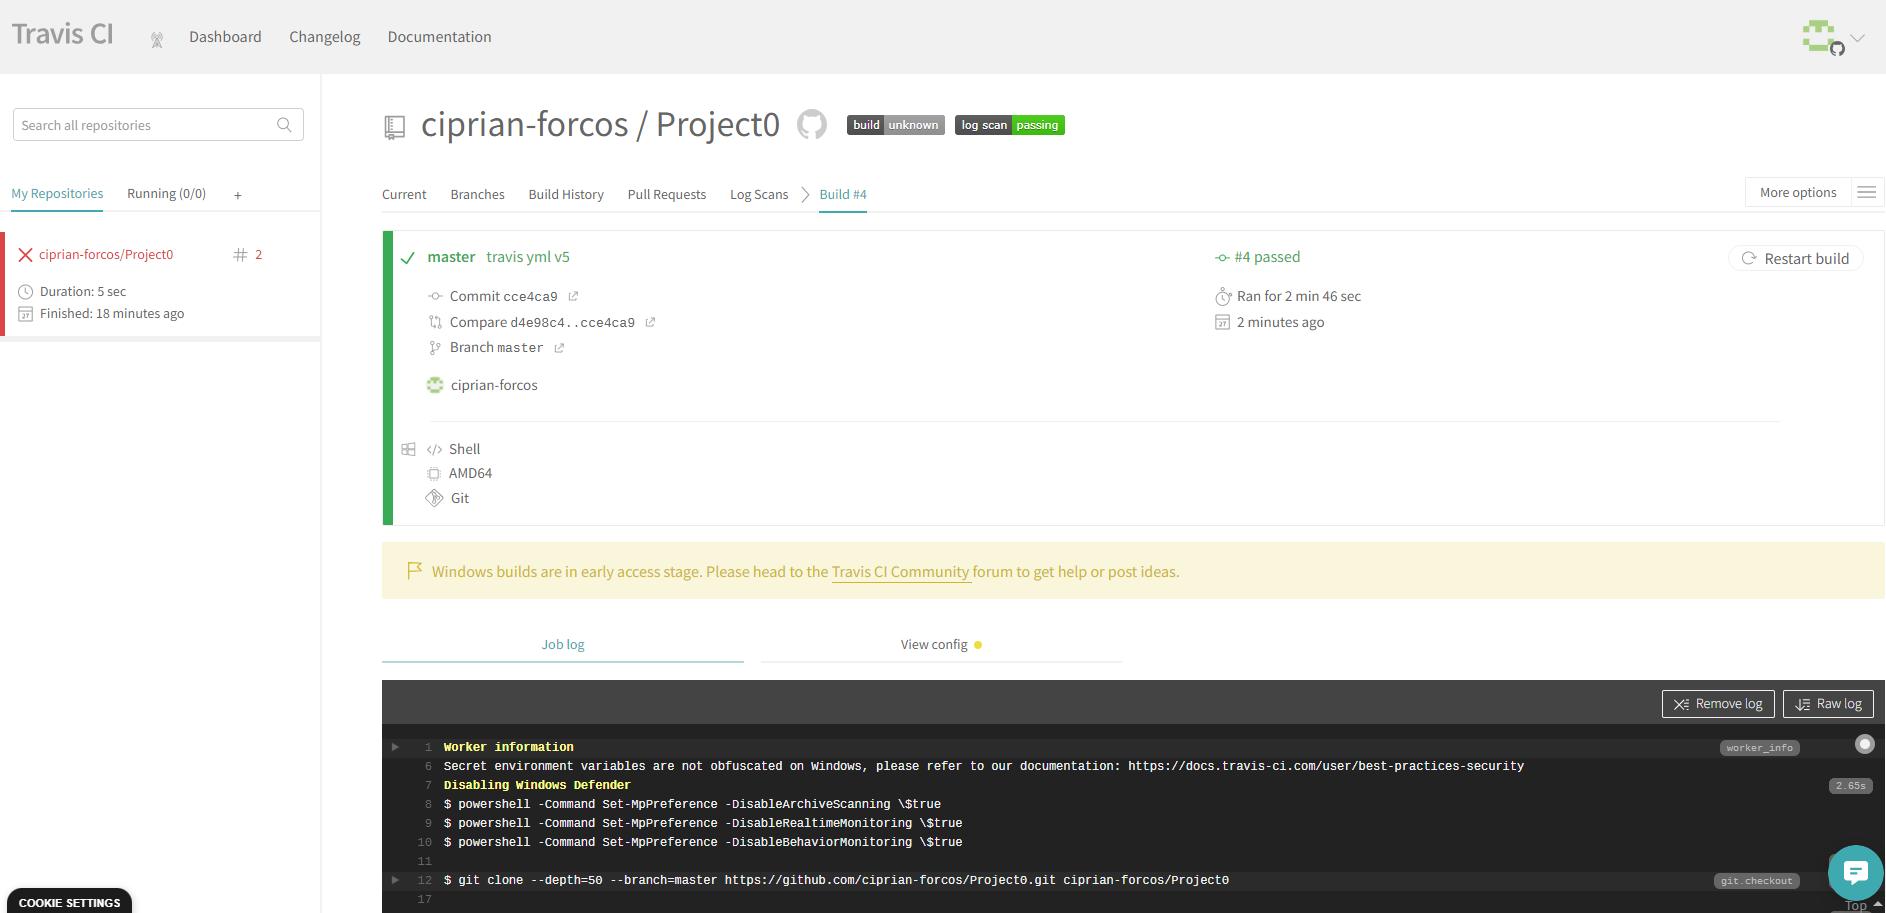 Travis CI
Dashboard
Changelog
Documentation
Search all repositories
My Repositories
Running (0/0)
+
ciprian-forcos/Project0
# 2
Duration: 5 sec
Finished: 18 minutes ago
ciprian-forcos / Project0
build unknown
log scan passing
Current
Branches
Build History
Pull Requests
Log Scans
Build #4
More options
master travis yml v5
#4 passed
Restart build
Commit cce4ca9
Ran for 2 min 46 sec
Compare d4e98c4..cce4ca9
2 minutes ago
Branch master
ciprian-forcos
</> Shell
AMD64
Git
Windows builds are in early access stage. Please head to the Travis CI Community forum to get help or post ideas.
Job log
View config
Remove log
Raw log
1 Worker information worker_info
6 Secret environment variables are not obfuscated on Windows, please refer to our documentation: https://docs.travis-ci.com/user/best-practices-security
7 Disabling Windows Defender 2.65s
8 $ powershell -Command Set-MpPreference -DisableArchiveScanning \$true
9 $ powershell -Command Set-MpPreference -DisableRealtimeMonitoring \$true
10 $ powershell -Command Set-MpPreference -DisableBehaviorMonitoring \$true
11
12 $ git clone --depth=50 --branch=master https://github.com/ciprian-forcos/Project0.git ciprian-forcos/Project0 git.checkout
17
Top
COOKIE SETTINGS